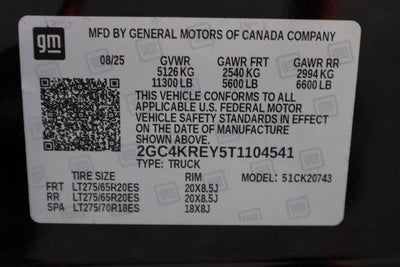 gm
MFD BY GENERAL MOTORS OF CANADA COMPANY
08/25 GVWR GAWR FRT GAWR RR
5126 KG 2540 KG 2994 KG
11300 LB 5600 LB 6600 LB
THIS VEHICLE CONFORMS TO ALL
APPLICABLE U.S. FEDERAL MOTOR
VEHICLE SAFETY STANDARDS IN EFFECT
ON THE DATE OF MANUFACTURE
SHOWN ABOVE.
2GC4KREY5T1104541
TYPE: TRUCK
TIRE SIZE RIM MODEL: 51CK20743
FRT LT275/65R20ES 20X8.5J
RR LT275/65R20ES 20X8.5J
SPA LT275/70R18ES 18X8J